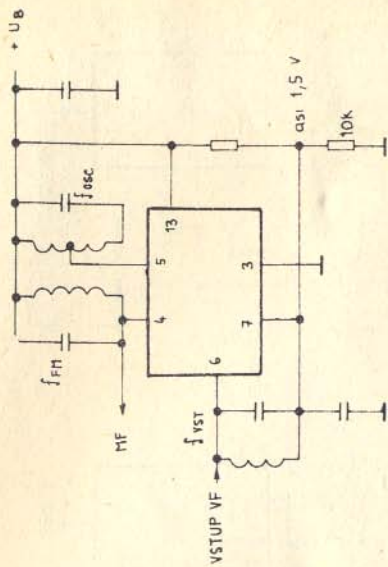 + U_B
asi 1,5 V
10K
f_OSC
13
5
3
4
7
6
f_FM
MF
f_VST
VSTUP VF